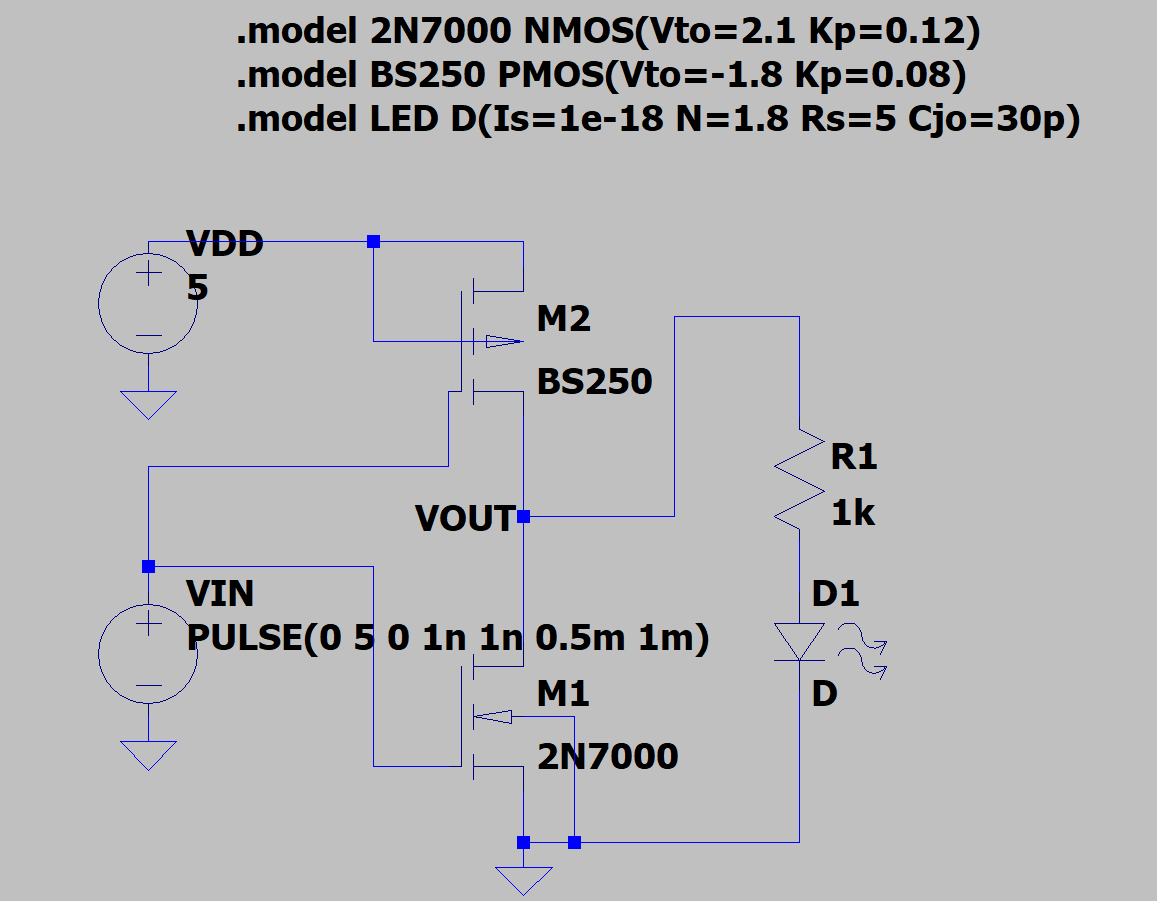 .model 2N7000 NMOS(Vto=2.1 Kp=0.12)
.model BS250 PMOS(Vto=-1.8 Kp=0.08)
.model LED D(Is=1e-18 N=1.8 Rs=5 Cjo=30p)
VDD
5
M2
BS250
R1
1k
VOUT
VIN
PULSE(0 5 0 1n 1n 0.5m 1m)
D1
D
M1
2N7000